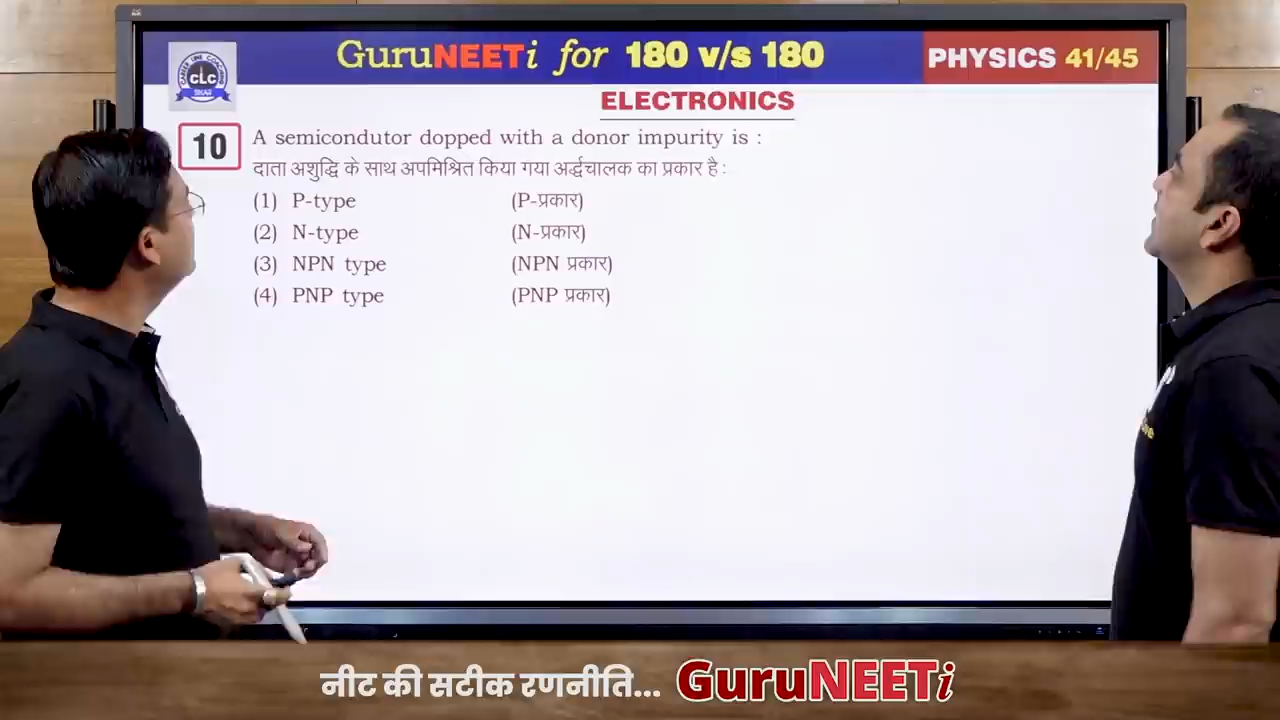 GuruNEETi for 180 v/s 180
PHYSICS 41/45
CLC
ELECTRONICS
10 A semicondutor dopped with a donor impurity is :
दाता अशुद्धि के साथ अपमिश्रित किया गया अर्द्धचालक का प्रकार है :
(1) P-type (P-प्रकार)
(2) N-type (N-प्रकार)
(3) NPN type (NPN प्रकार)
(4) PNP type (PNP प्रकार)
नीट की सटीक रणनीति... GuruNEETi